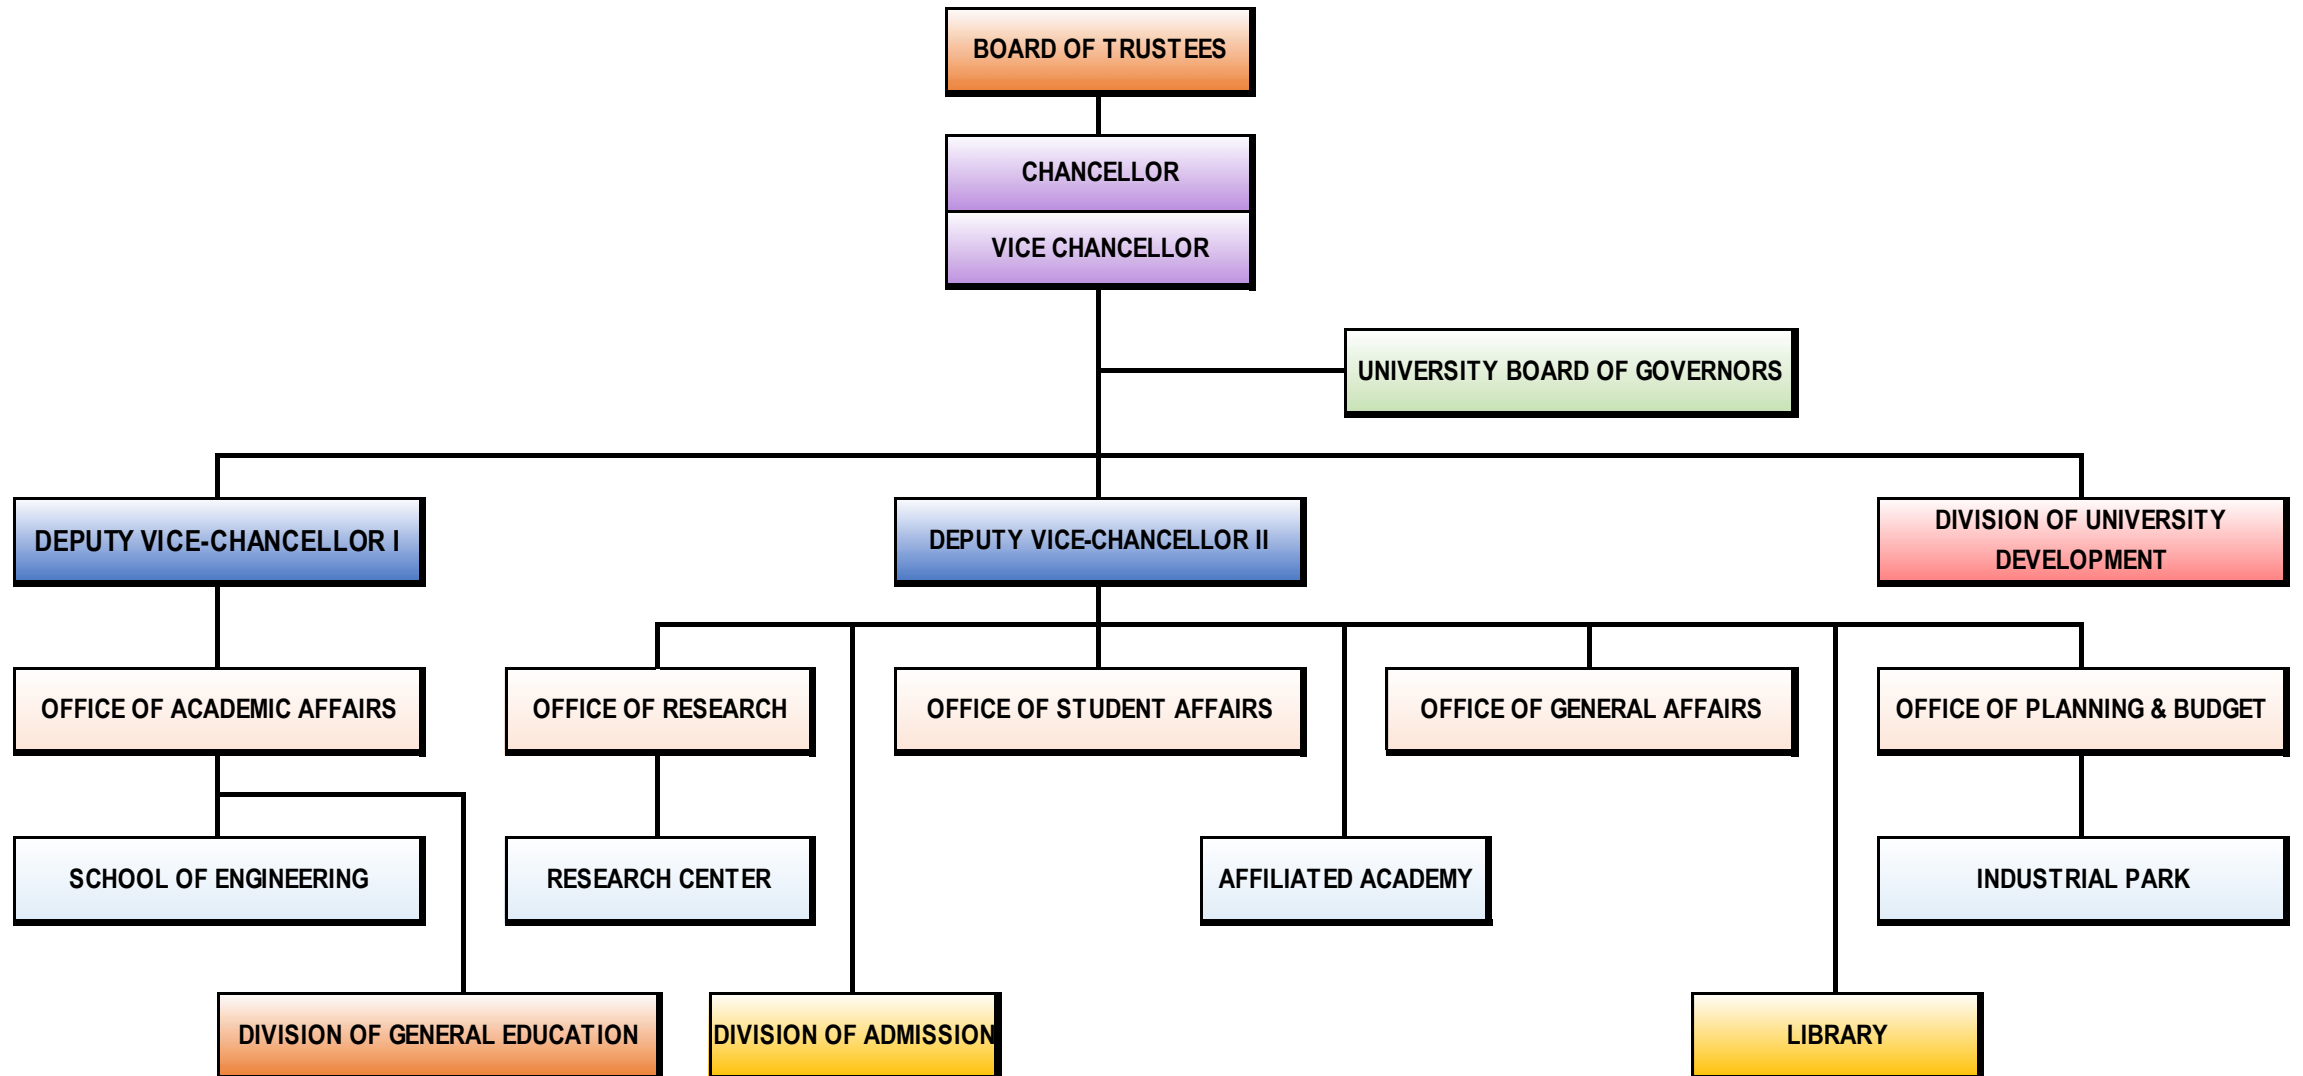 BOARD OF TRUSTEES
CHANCELLOR
VICE CHANCELLOR
UNIVERSITY BOARD OF GOVERNORS
DEPUTY VICE-CHANCELLOR I
DEPUTY VICE-CHANCELLOR II
DIVISION OF UNIVERSITY
DEVELOPMENT
OFFICE OF ACADEMIC AFFAIRS
OFFICE OF RESEARCH
OFFICE OF STUDENT AFFAIRS
OFFICE OF GENERAL AFFAIRS
OFFICE OF PLANNING & BUDGET
SCHOOL OF ENGINEERING
RESEARCH CENTER
AFFILIATED ACADEMY
INDUSTRIAL PARK
DIVISION OF GENERAL EDUCATION
DIVISION OF ADMISSION
LIBRARY